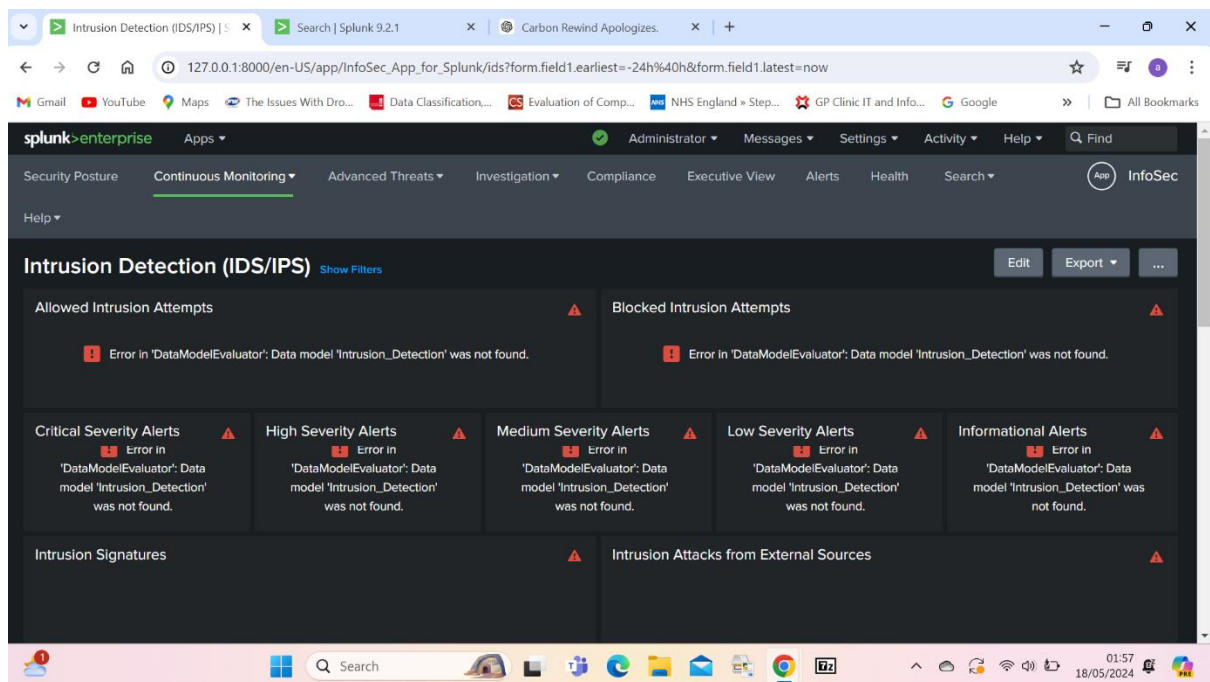 Intrusion Detection (IDS/IPS) | S
Search | Splunk 9.2.1
Carbon Rewind Apologizes.
127.0.0.1:8000/en-US/app/InfoSec_App_for_Splunk/ids?form.field1.earliest=-24h%40h&form.field1.latest=now
a
Gmail YouTube Maps The Issues With Dro... Data Classification,... CS Evaluation of Comp... NHS NHS England » Step... GP Clinic IT and Info... Google » All Bookmarks
splunk>enterprise Apps Administrator Messages Settings Activity Help Find
Security Posture Continuous Monitoring Advanced Threats Investigation Compliance Executive View Alerts Health Search App InfoSec
Help
Intrusion Detection (IDS/IPS) Show Filters Edit Export ...
Allowed Intrusion Attempts
Error in 'DataModelEvaluator': Data model 'Intrusion_Detection' was not found.
Blocked Intrusion Attempts
Error in 'DataModelEvaluator': Data model 'Intrusion_Detection' was not found.
Critical Severity Alerts
Error in
'DataModelEvaluator': Data
model 'Intrusion_Detection'
was not found.
High Severity Alerts
Error in
'DataModelEvaluator': Data
model 'Intrusion_Detection'
was not found.
Medium Severity Alerts
Error in
'DataModelEvaluator': Data
model 'Intrusion_Detection'
was not found.
Low Severity Alerts
Error in
'DataModelEvaluator': Data
model 'Intrusion_Detection'
was not found.
Informational Alerts
Error in
'DataModelEvaluator': Data
model 'Intrusion_Detection' was
not found.
Intrusion Signatures
Intrusion Attacks from External Sources
1
Search
7z
01:57
18/05/2024
PRE